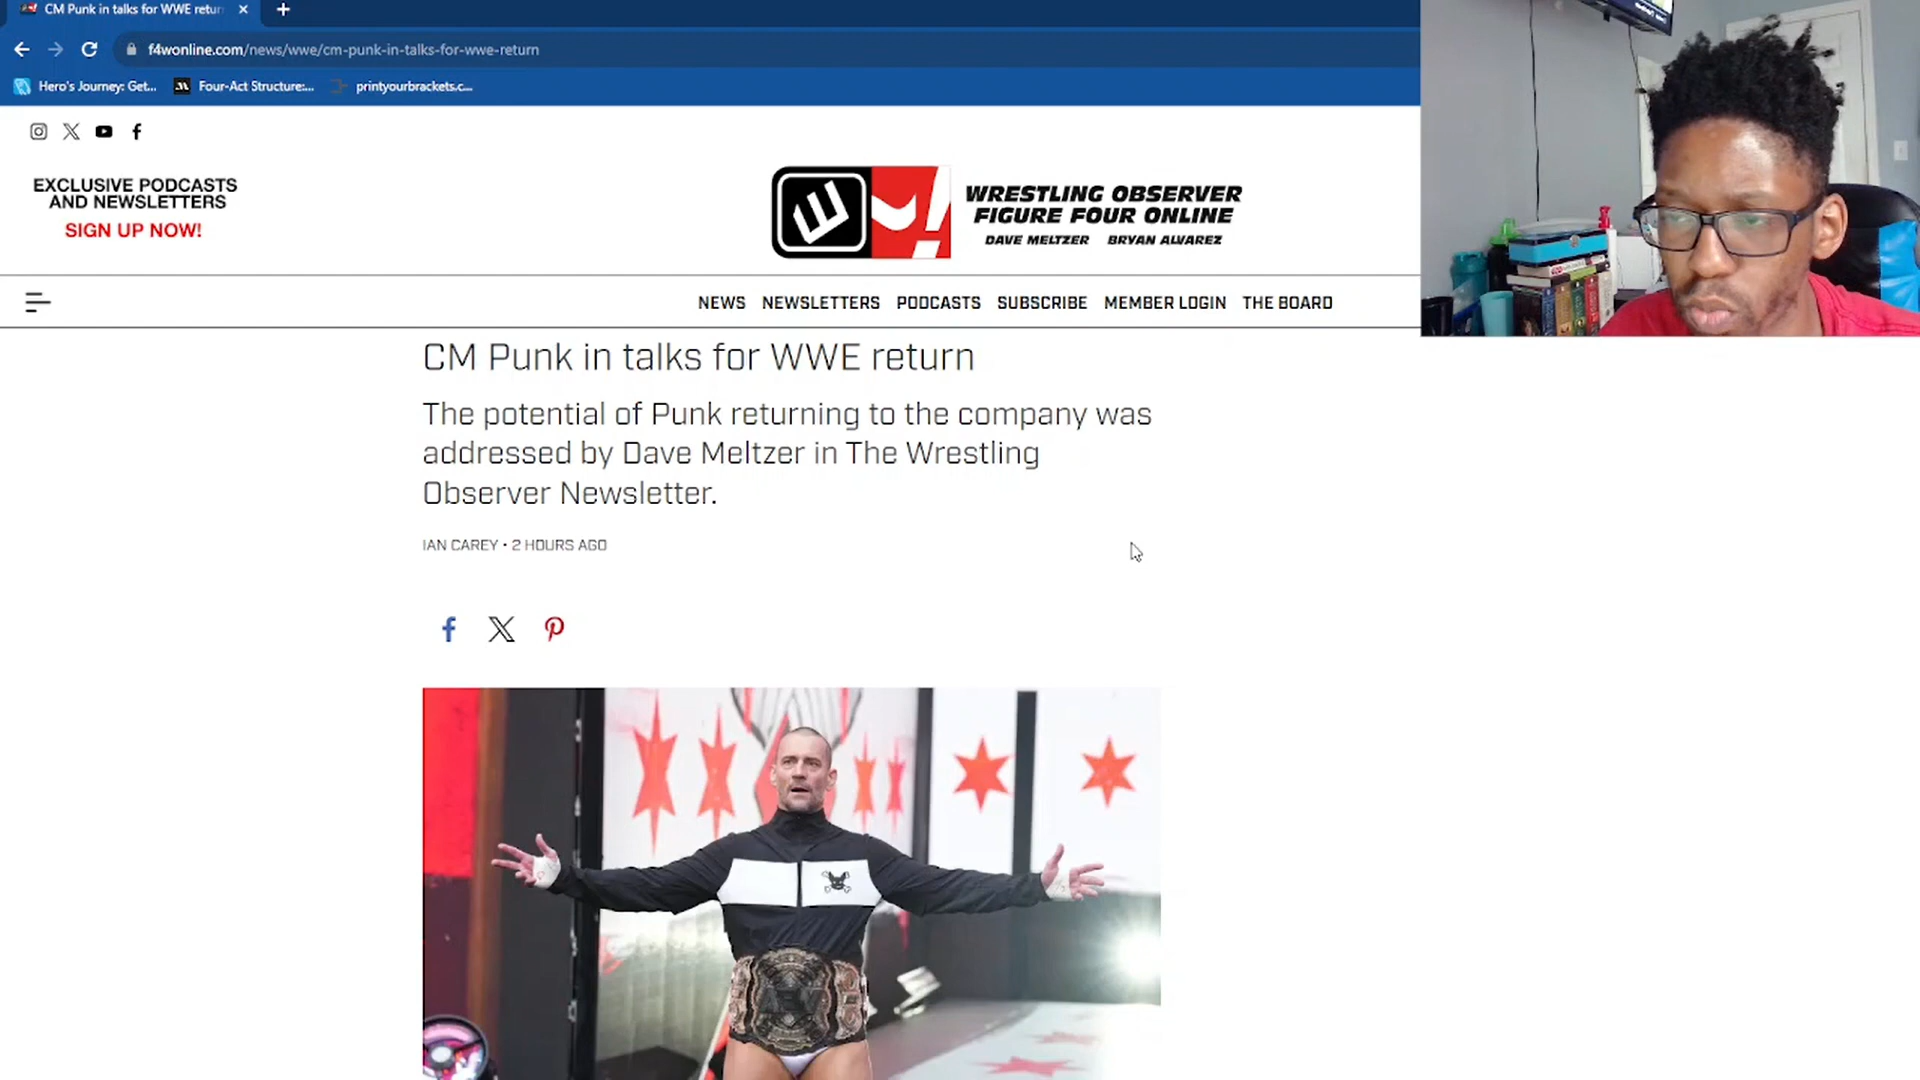 CM Punk in talks for WWE retur
f4wonline.com/news/wwe/cm-punk-in-talks-for-wwe-return
Hero's Journey: Get...
Four-Act Structure:...
printyourbrackets.c...
EXCLUSIVE PODCASTS
AND NEWSLETTERS
SIGN UP NOW!
WRESTLING OBSERVER
FIGURE FOUR ONLINE
DAVE MELTZER BRYAN ALVAREZ
NEWS NEWSLETTERS PODCASTS SUBSCRIBE MEMBER LOGIN THE BOARD
CM Punk in talks for WWE return
The potential of Punk returning to the company was
addressed by Dave Meltzer in The Wrestling
Observer Newsletter.
IAN CAREY • 2 HOURS AGO